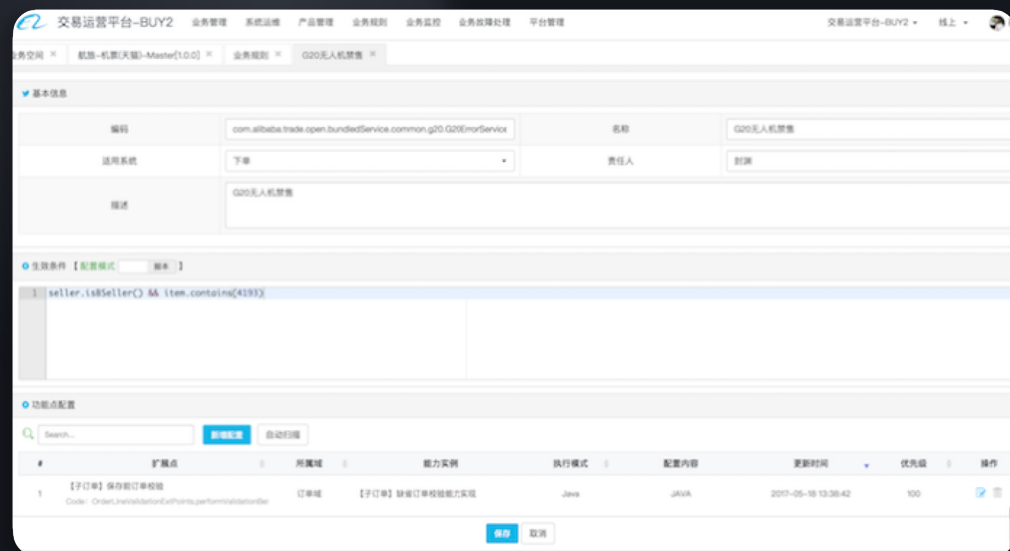 交易运营平台-BUY2 业务管理 系统运维 产品管理 业务规则 业务监控 业务故障处理 平台管理 交易运营平台-BUY2 线上
业务空间 × 航旅-机票(天猫)-Master[1.0.0] × 业务规则 × G20无人机禁售 ×
基本信息
编码 com.alibaba.trade.open.bundledService.common.g20.G20ErrorService 名称 G20无人机禁售
适用系统 下单 责任人 封渊
描述 G20无人机禁售
生效条件 【 配置模式 脚本 】
1 seller.isBSeller() && item.contains(4193)
功能点配置
Search... 新增配置 自动扫描
# 扩展点 所属域 能力实例 执行模式 配置内容 更新时间 优先级 操作
1 【子订单】保存前订单校验 订单域 【子订单】缺省订单校验能力实现 Java JAVA 2017-05-18 13:38:42 100
Code: OrderLineValidationExtPoints.performValidationBer
保存 取消